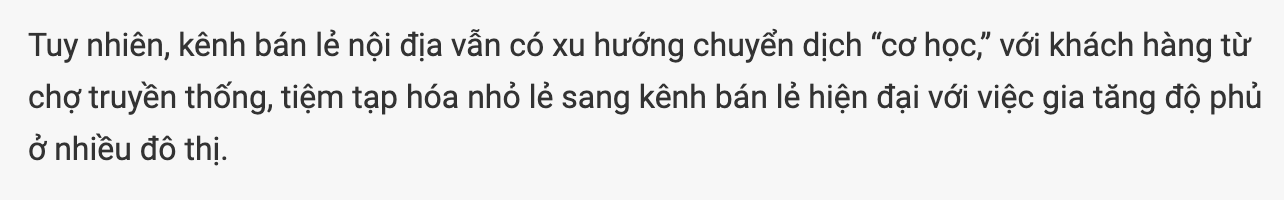 Tuy nhiên, kênh bán lẻ nội địa vẫn có xu hướng chuyển dịch “cơ học,” với khách hàng từ
chợ truyền thống, tiệm tạp hóa nhỏ lẻ sang kênh bán lẻ hiện đại với việc gia tăng độ phủ
ở nhiều đô thị.